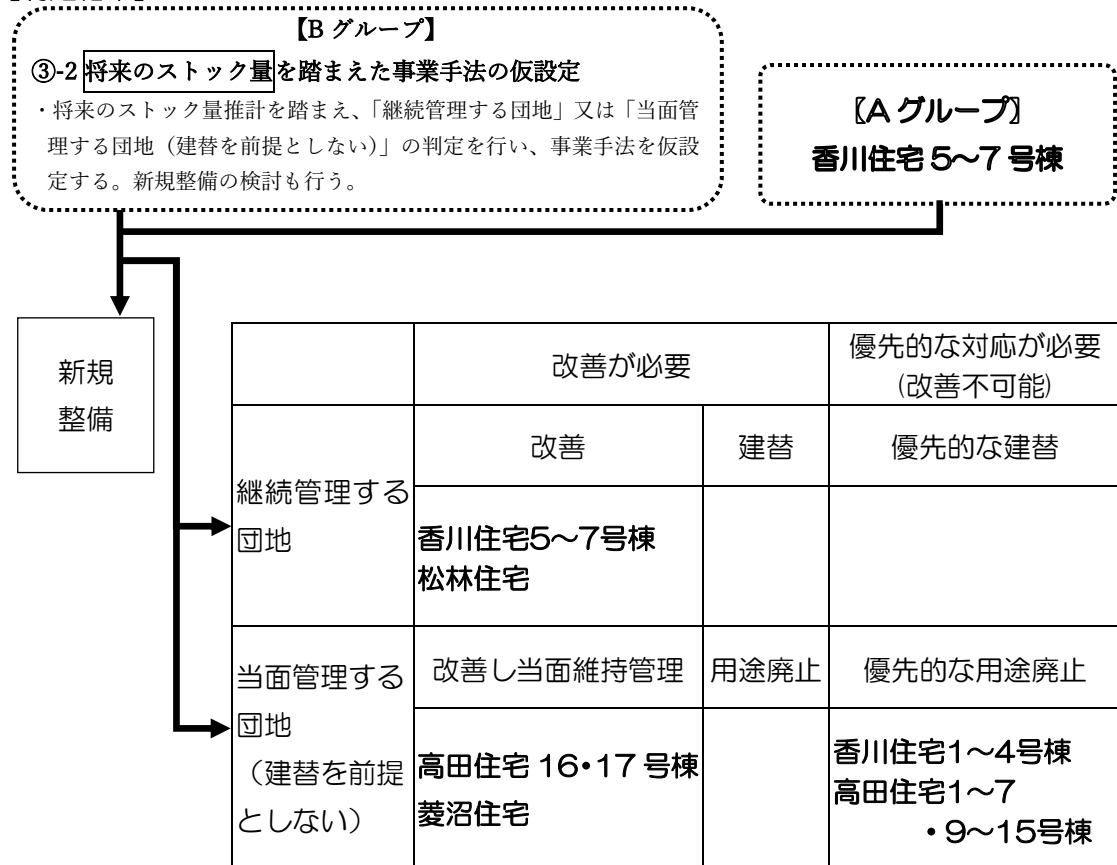 【Bグループ】
③-2 将来のストック量を踏まえた事業手法の仮設定
・将来のストック量推計を踏まえ、「継続管理する団地」又は「当面管
理する団地（建替を前提としない）」の判定を行い、事業手法を仮設
定する。新規整備の検討も行う。
【Aグループ】
香川住宅5～7号棟
新規
整備
改善が必要
優先的な対応が必要
(改善不可能)
継続管理する
団地
改善
建替
優先的な建替
香川住宅5～7号棟
松林住宅
当面管理する
団地
（建替を前提
としない）
改善し当面維持管理
用途廃止
優先的な用途廃止
高田住宅16・17号棟
菱沼住宅
香川住宅1～4号棟
高田住宅1～7
・9～15号棟